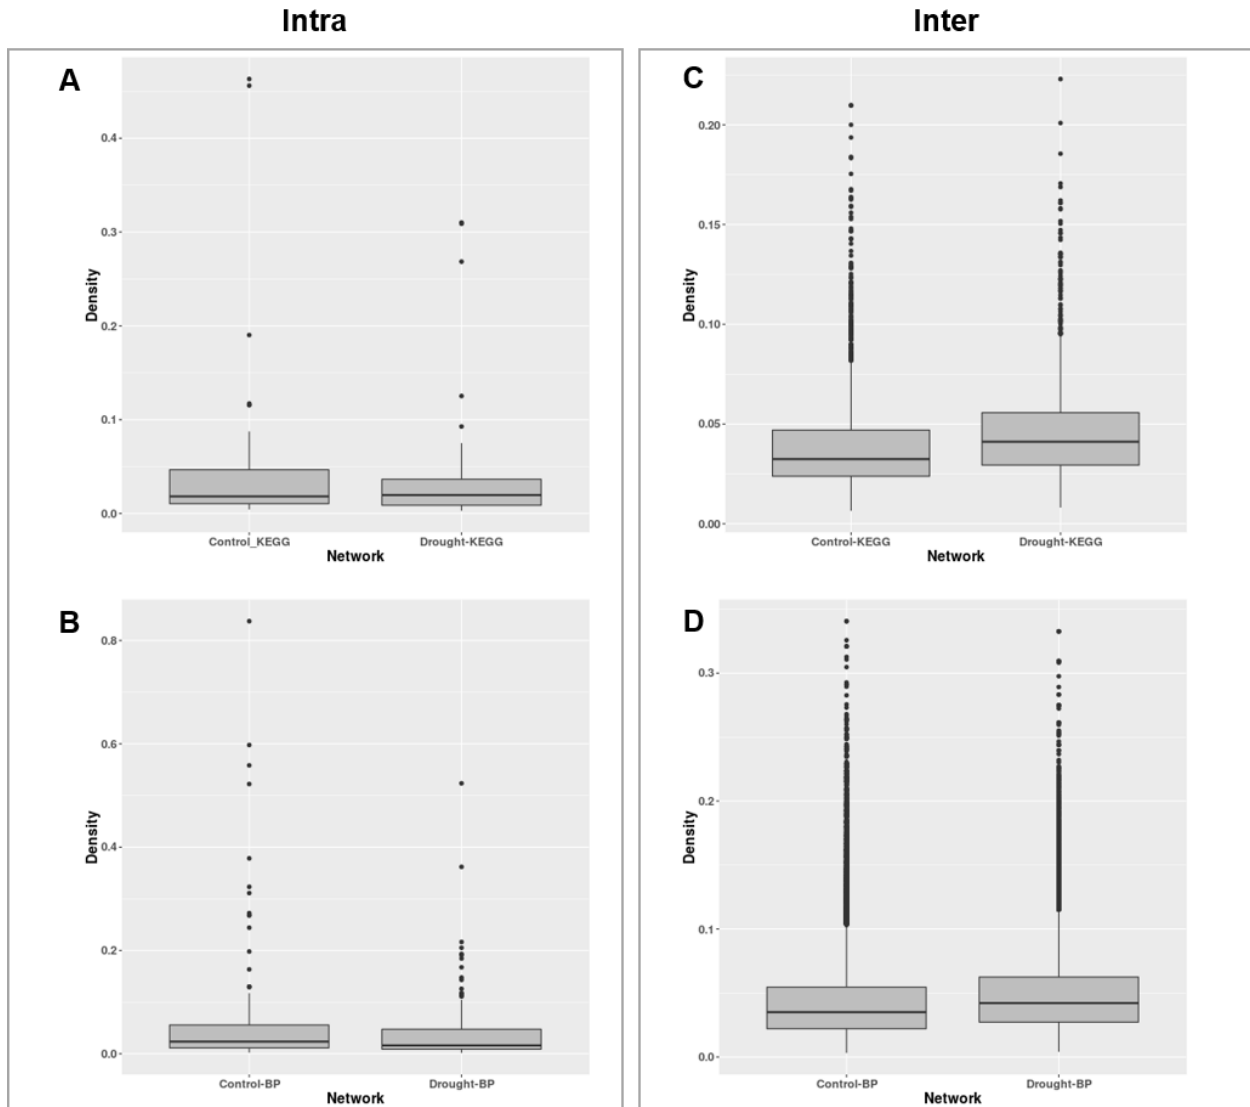 Intra
Inter
A
0.4
0.3
0.2
0.1
0.0
Density
Control_KEGG
Drought-KEGG
Network
B
0.8
0.6
0.4
0.2
0.0
Density
Control-BP
Drought-BP
Network
C
0.20
0.15
0.10
0.05
0.00
Density
Control-KEGG
Drought-KEGG
Network
D
0.3
0.2
0.1
0.0
Density
Control-BP
Drought-BP
Network